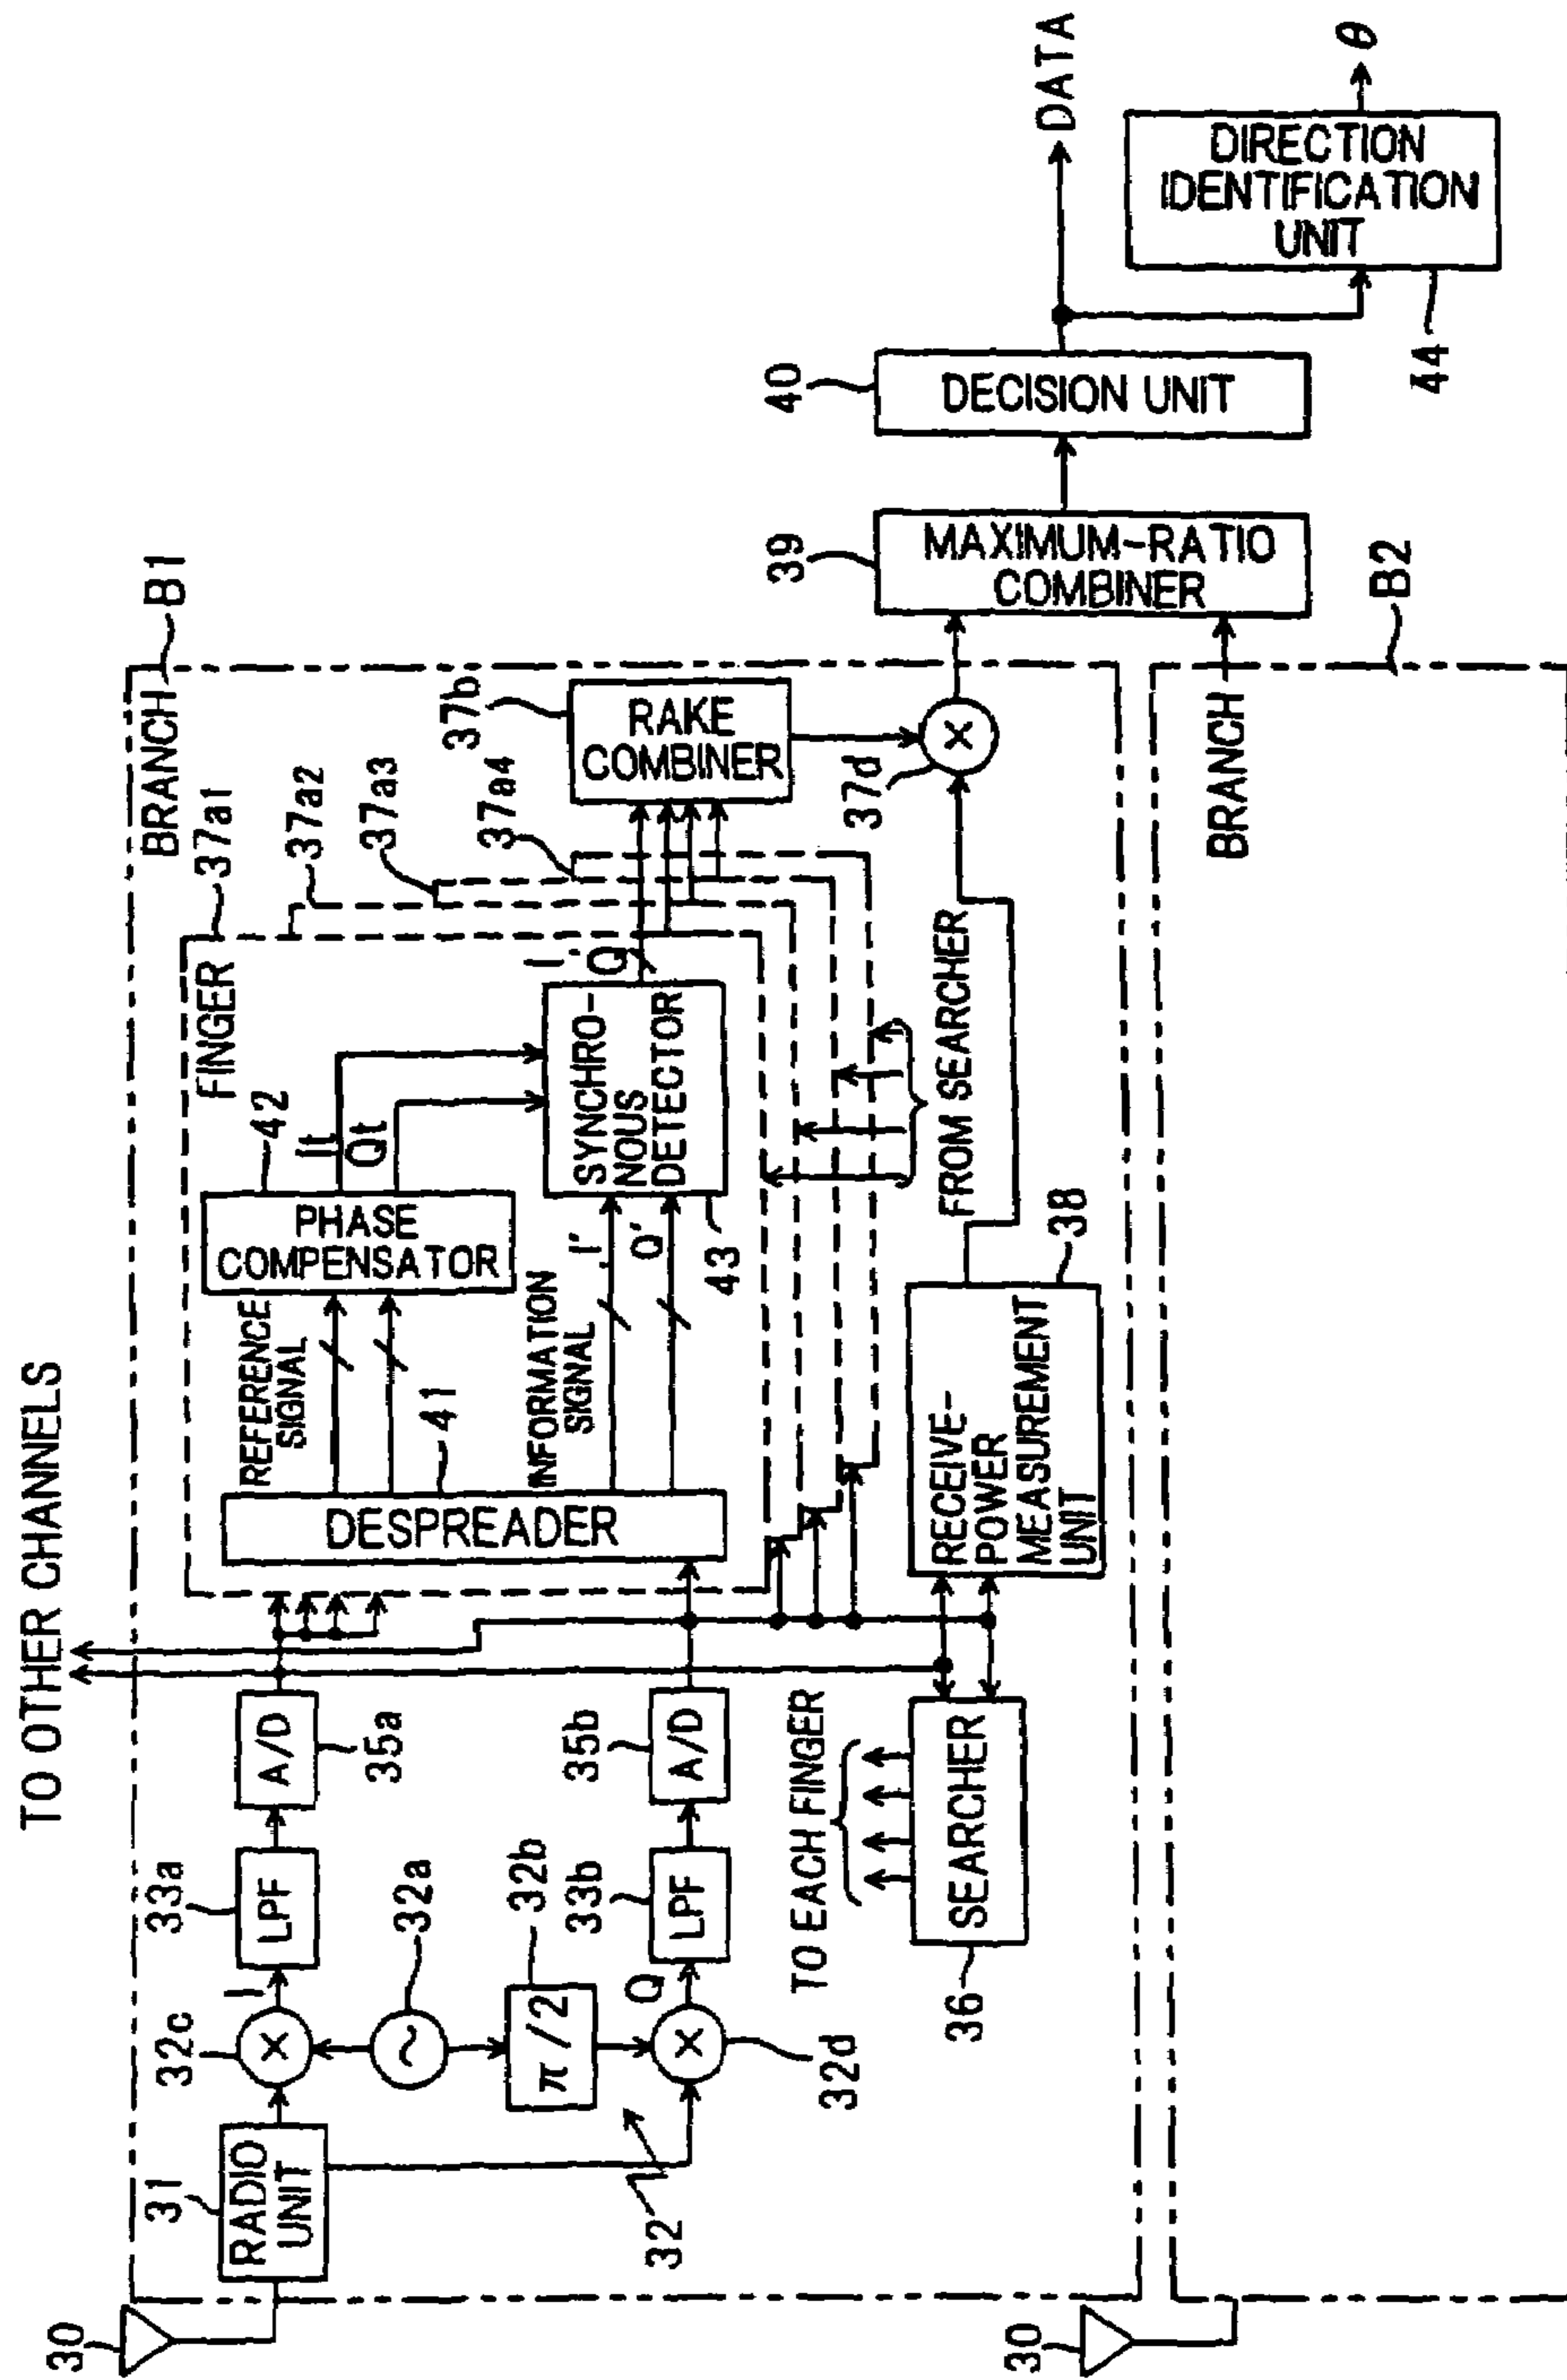 TO OTHER CHANNELS
30
31
RADIO
UNIT
32
32c
I
33a
LPF
A/D
35a
32a
32b
π/2
33b
Q
LPF
35b
A/D
32d
TO EACH FINGER
36
SEARCHER
BRANCH
B1
FINGER
37a1
37a2
37a3
37a4
DESPREADER
41
REFERENCE
SIGNAL
42
PHASE
COMPENSATOR
It
Qt
INFORMATION
SIGNAL
I'
Q'
43
SYNCHRO-
NOUS
DETECTOR
I'
Q'
37b
RAKE
COMBINER
37d
FROM SEARCHER
RECEIVE-
POWER
MEASUREMENT
UNIT
38
39
MAXIMUM-RATIO
COMBINER
40
DECISION UNIT
DATA
DIRECTION
IDENTIFICATION
UNIT
44
θ
30
BRANCH
B2